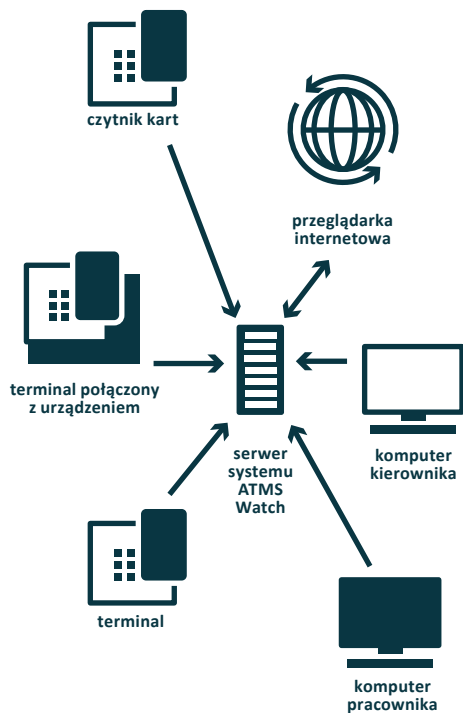 czytnik kart
przeglądarka
internetowa
terminal połączony
z urządzeniem
serwer
systemu
ATMS
Watch
komputer
kierownika
terminal
komputer
pracownika